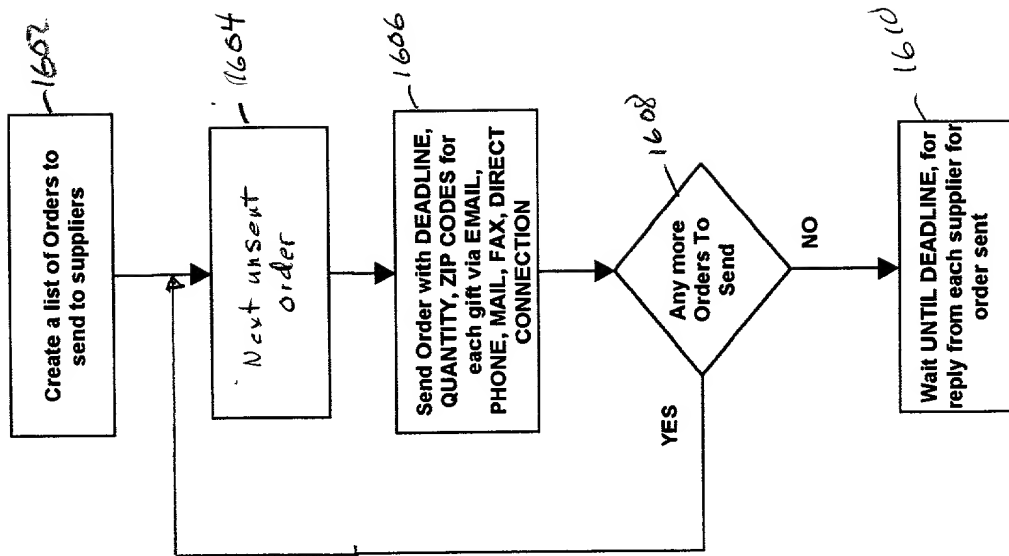 1602
Create a list of Orders to
send to suppliers
1604
Next unsent
order
1606
Send Order with DEADLINE,
QUANTITY, ZIP CODES for
each gift via EMAIL,
PHONE, MAIL, FAX, DIRECT
CONNECTION
1608
Any more
Orders To
Send
YES
NO
1610
Wait UNTIL DEADLINE, for
reply from each supplier for
order sent